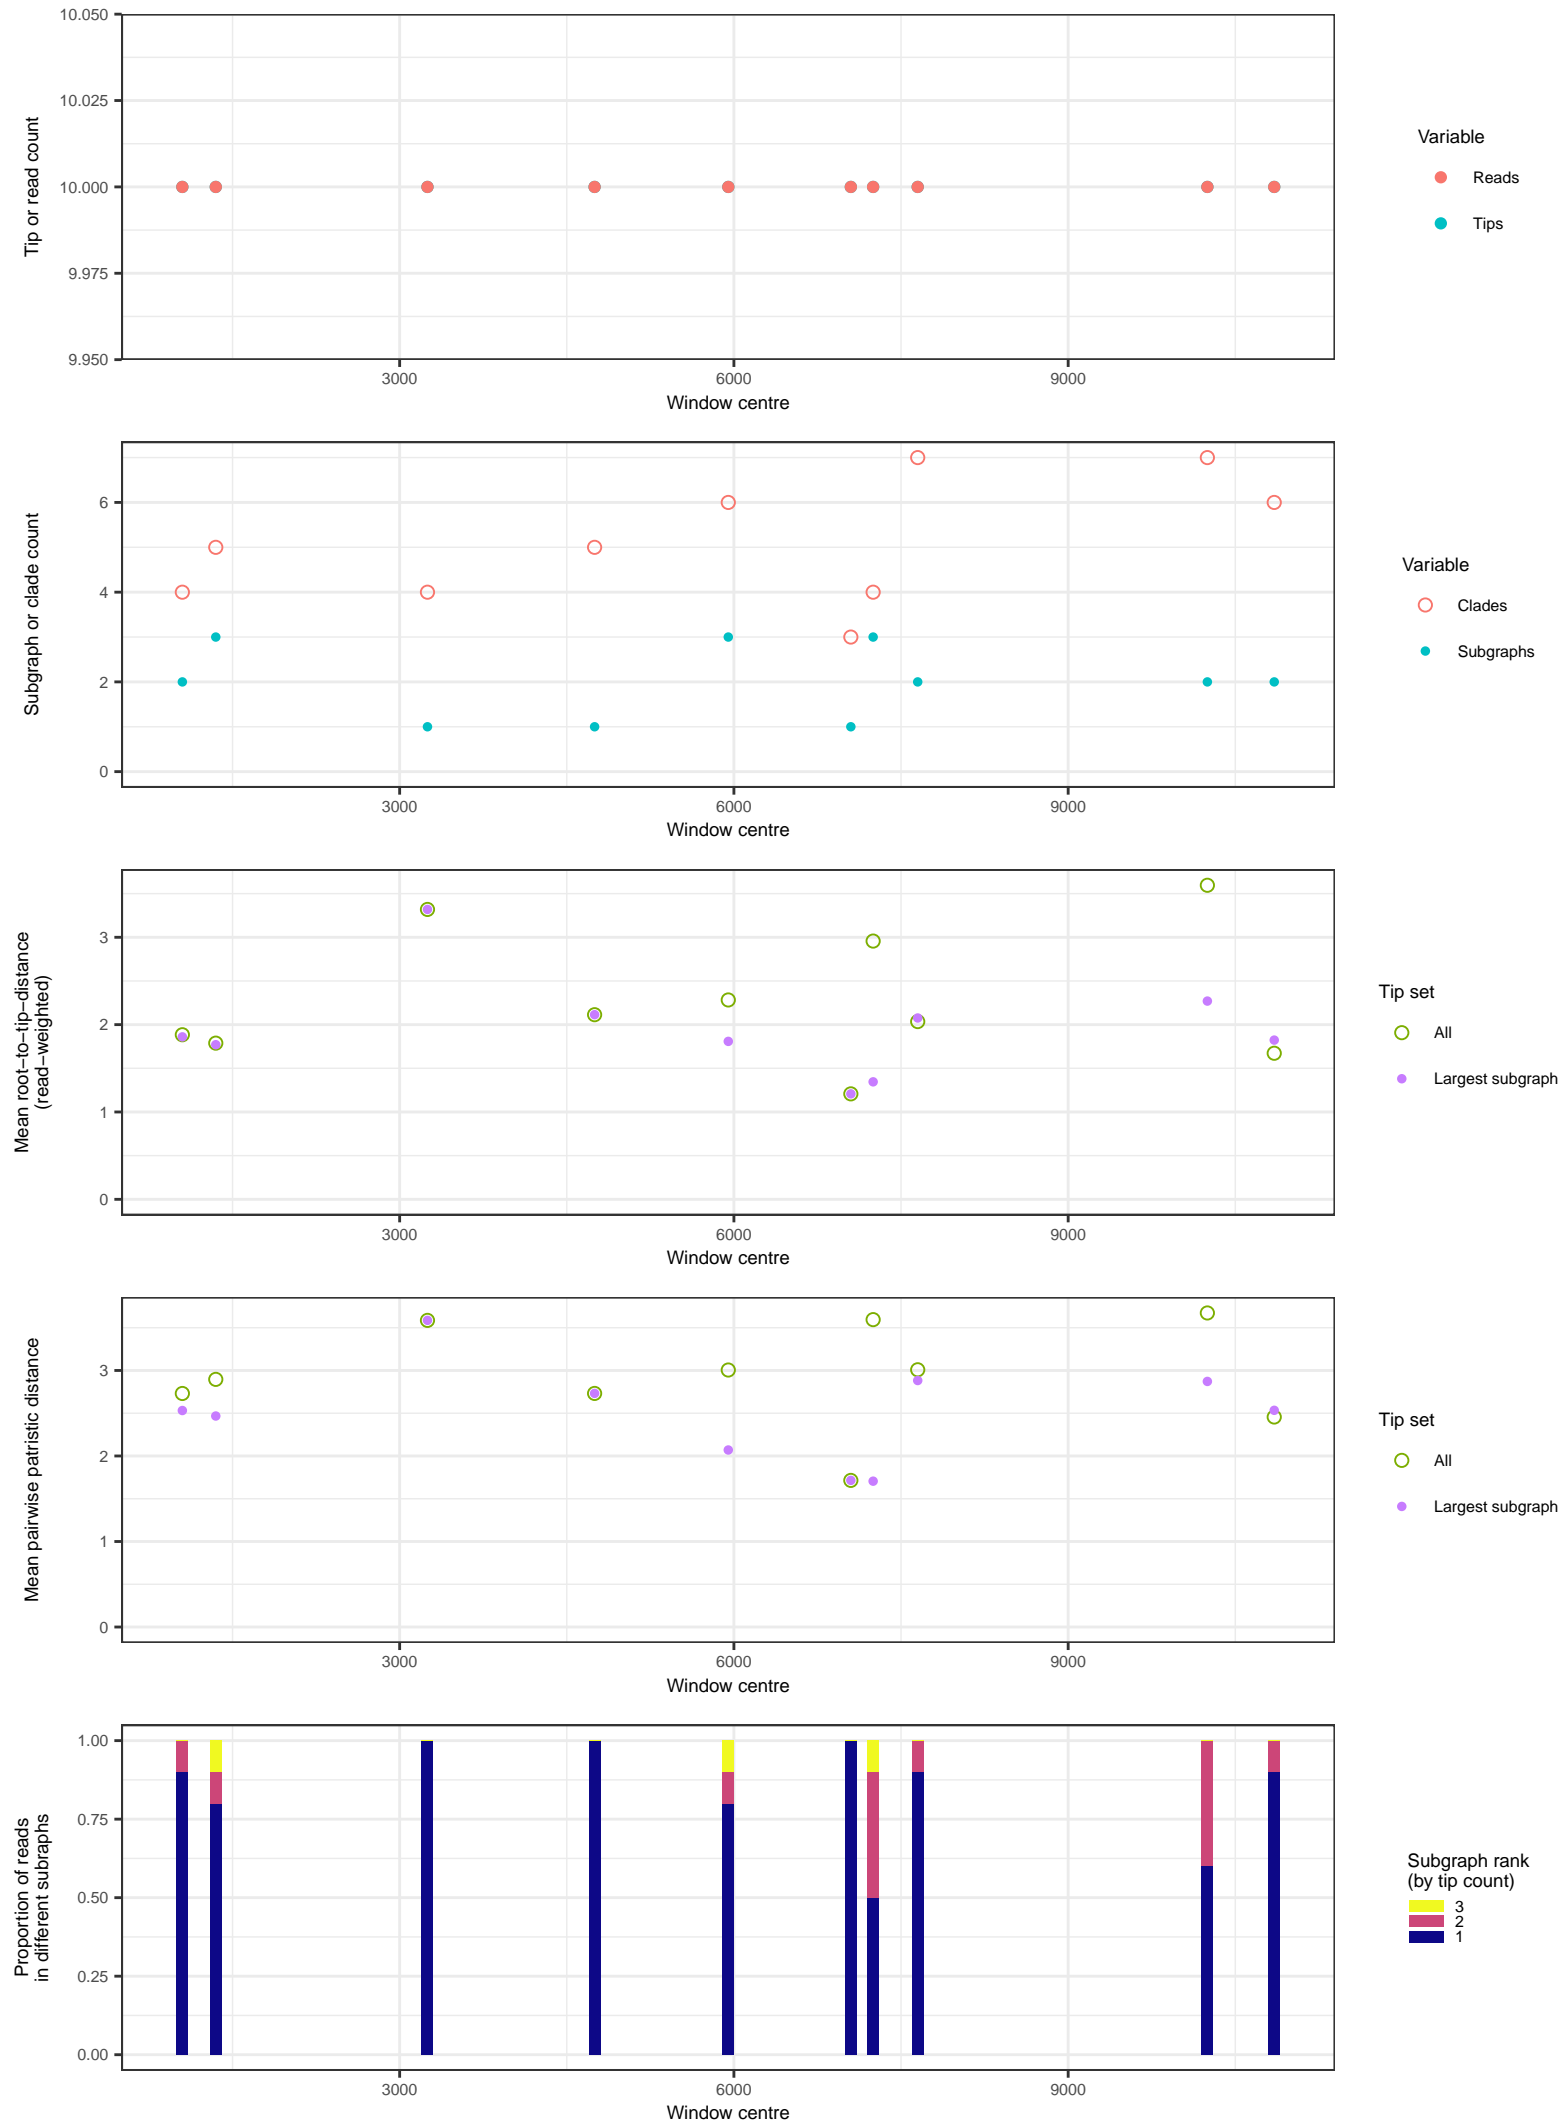 10.050
10.025
10.000
9.975
9.950
Tip or read count
3000 6000 9000
Window centre
Variable
Reads
Tips
6
4
2
0
Subgraph or clade count
3000 6000 9000
Window centre
Variable
Clades
Subgraphs
3
2
1
0
Mean root−to−tip−distance
(read−weighted)
3000 6000 9000
Window centre
Tip set
All
Largest subgraph
3
2
1
0
Mean pairwise patristic distance
3000 6000 9000
Window centre
Tip set
All
Largest subgraph
1.00
0.75
0.50
0.25
0.00
Proportion of reads
in different subraphs
3000 6000 9000
Window centre
Subgraph rank
(by tip count)
3
2
1